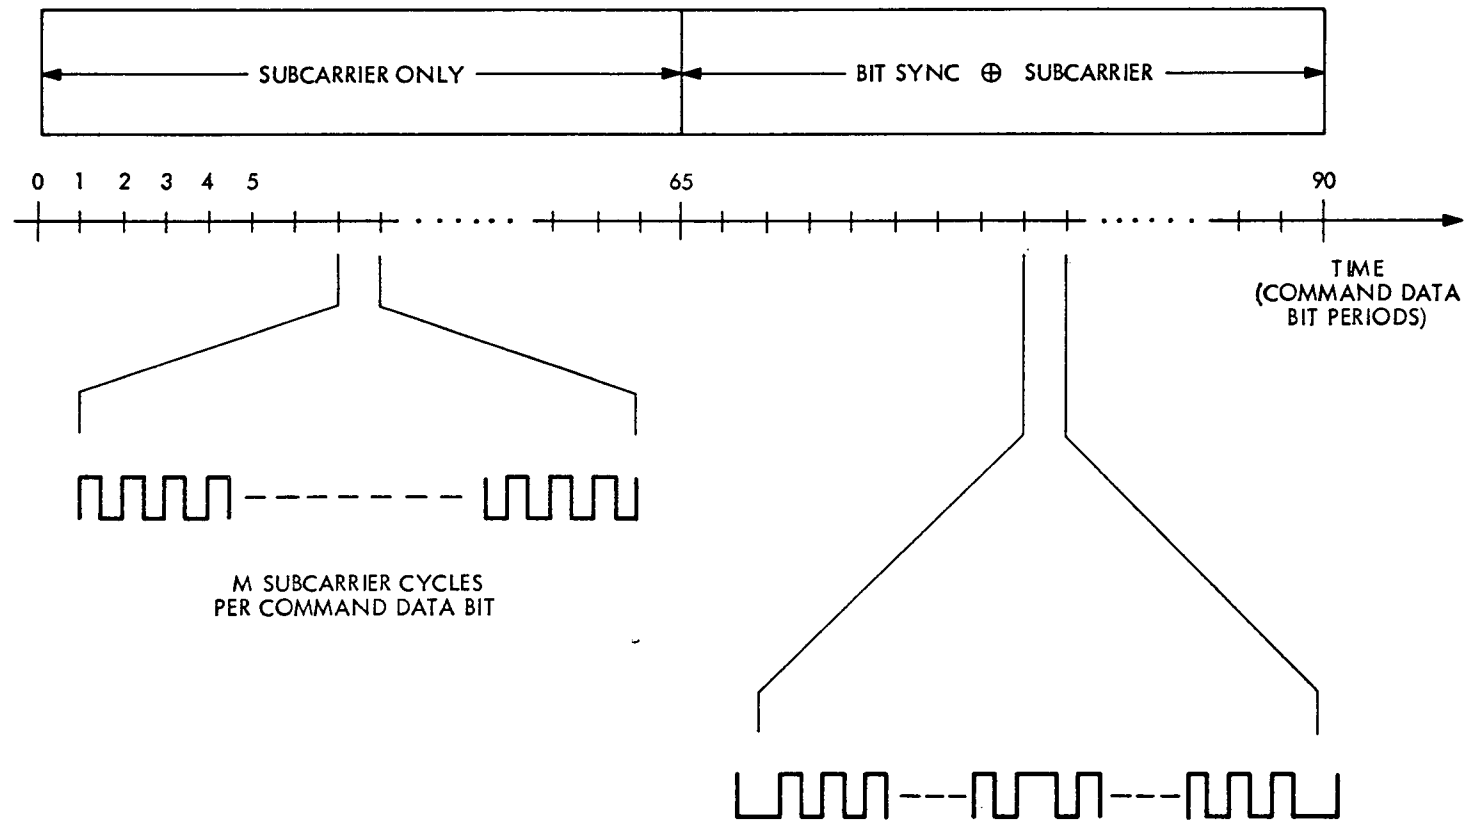 SUBCARRIER ONLY
BIT SYNC ⊕ SUBCARRIER
0 1 2 3 4 5 65 90
TIME
(COMMAND DATA
BIT PERIODS)
M SUBCARRIER CYCLES
PER COMMAND DATA BIT